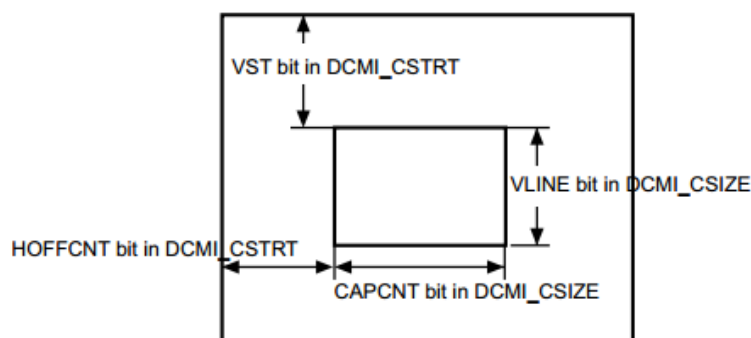 VST bit in DCMI_CSTRT
VLINE bit in DCMI_CSIZE
HOFFCNT bit in DCMI_CSTRT
CAPCNT bit in DCMI_CSIZE